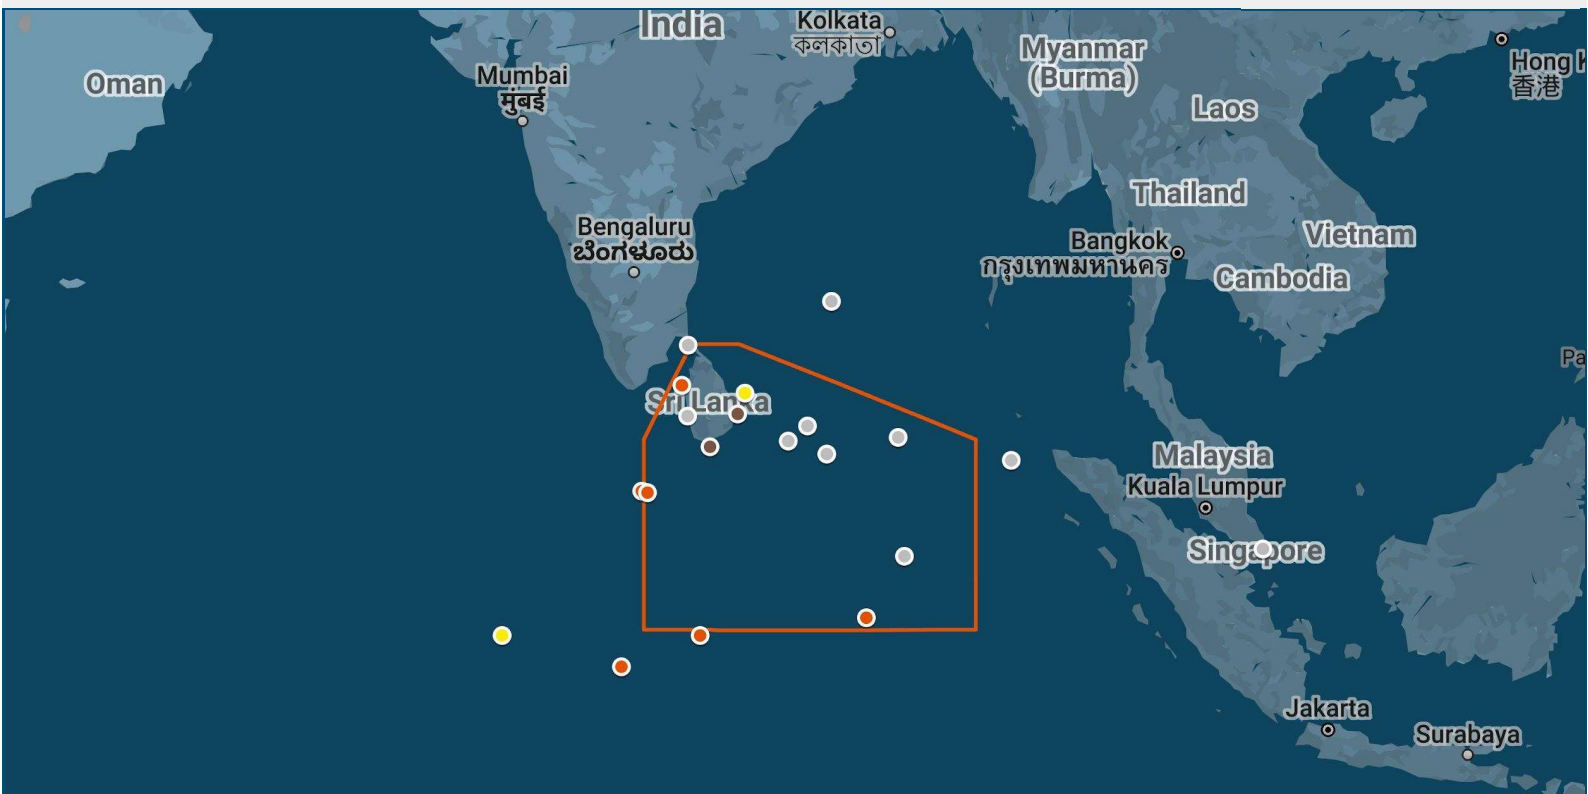 India
Kolkata
কলকাতা
Myanmar
(Burma)
Hong K
香港
Oman
Mumbai
मुंबई
Laos
Thailand
Bengaluru
ಬೆಂಗಳೂರು
Bangkok
กรุงเทพมหานคร
Vietnam
Cambodia
Pa
Sri Lanka
Malaysia
Kuala Lumpur
Singapore
Jakarta
Surabaya